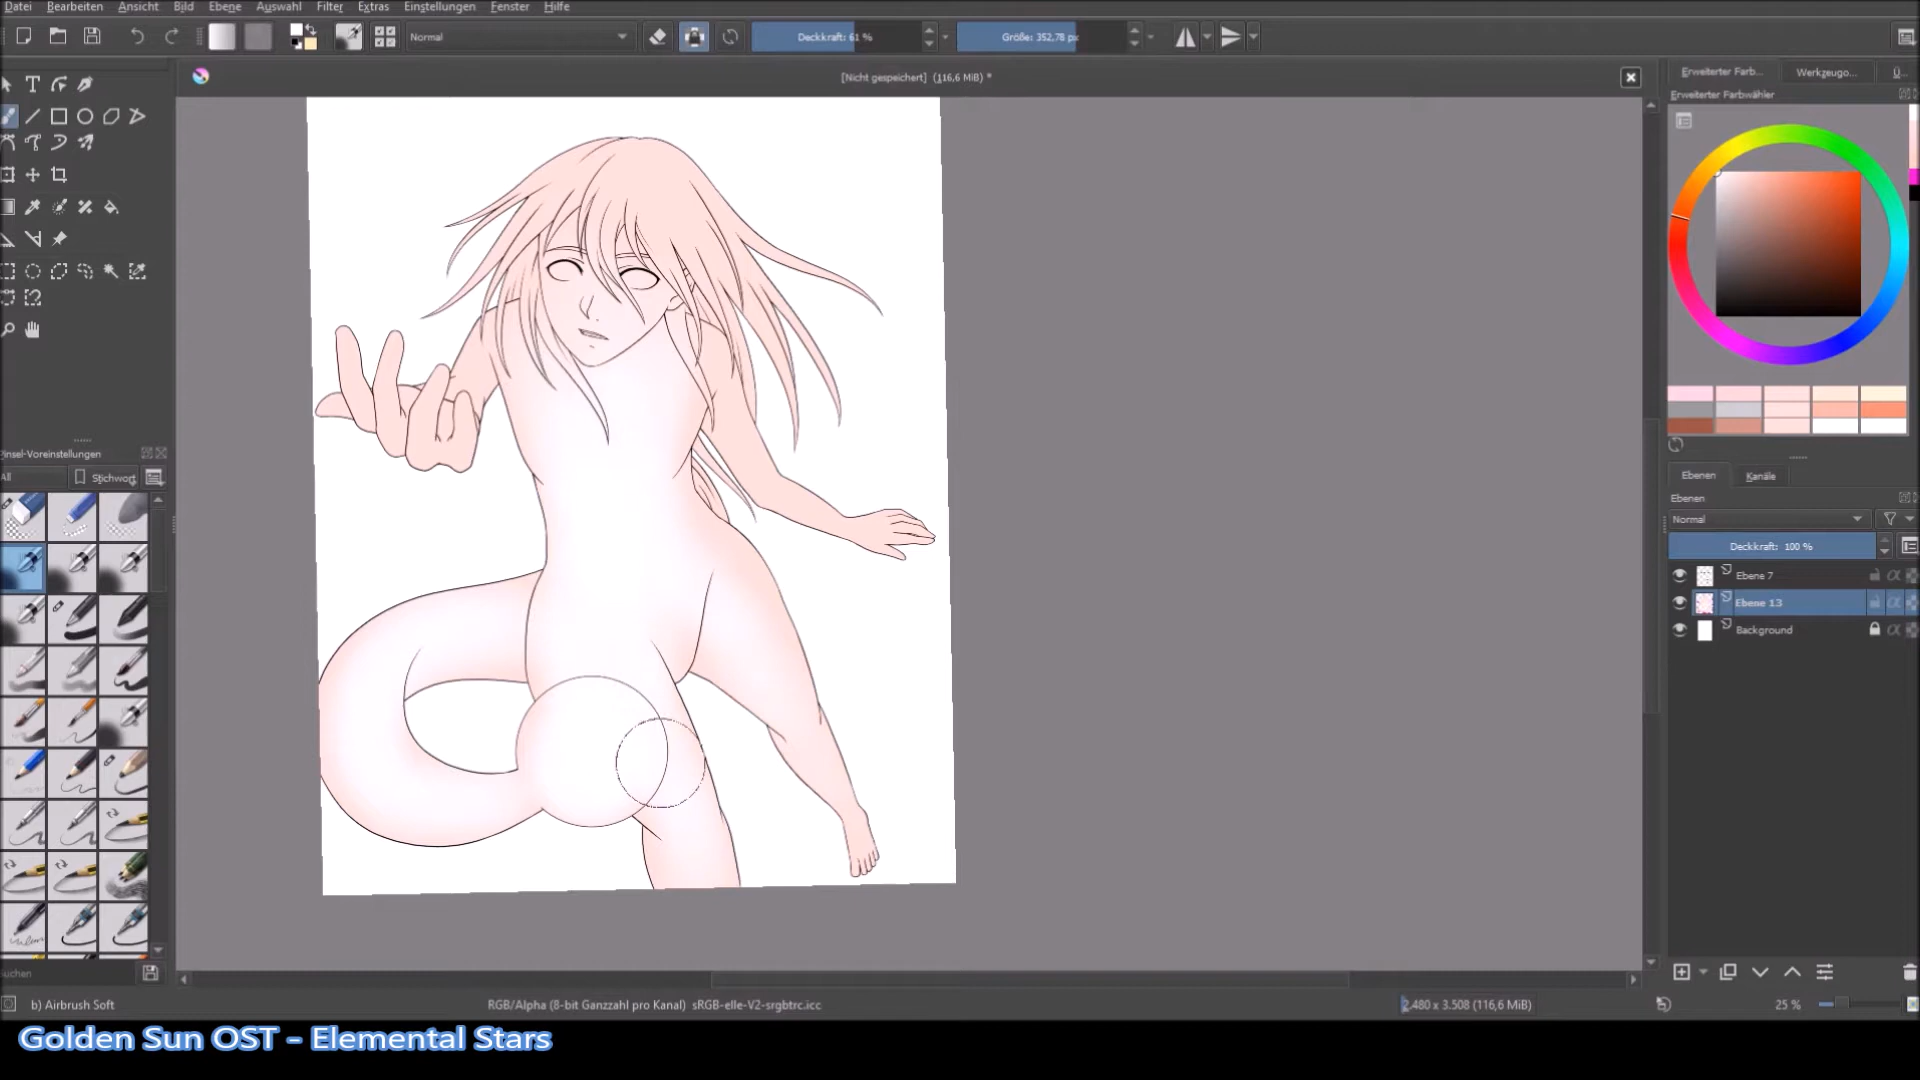 Datei Bearbeiten Ansicht Bild Ebene Auswahl Filter Extras Einstellungen Fenster Hilfe
Normal Deckkraft: 61 % Größe: 352,78 px
[Nicht gespeichert] (116,6 MiB) *
Erweiterter Farb... Werkzeugo... Ü...
Erweiterter Farbwähler
Pinsel-Voreinstellungen
All Stichwort
Ebenen Kanäle
Ebenen
Normal
Deckkraft: 100 %
Ebene 7
Ebene 13
Background
Suchen
b) Airbrush Soft RGB/Alpha (8-bit Ganzzahl pro Kanal) sRGB-elle-V2-srgbtrc.icc 2.480 x 3.508 (116,6 MiB) 25 %
Golden Sun OST - Elemental Stars